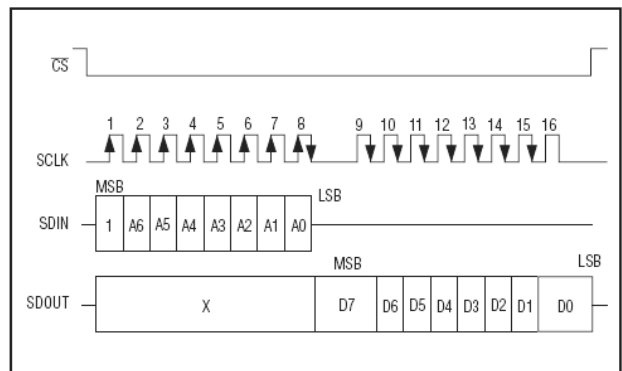 CS
1 2 3 4 5 6 7 8 9 10 11 12 13 14 15 16
SCLK
MSB
LSB
SDIN 1 A6 A5 A4 A3 A2 A1 A0
MSB
LSB
SDOUT X D7 D6 D5 D4 D3 D2 D1 D0